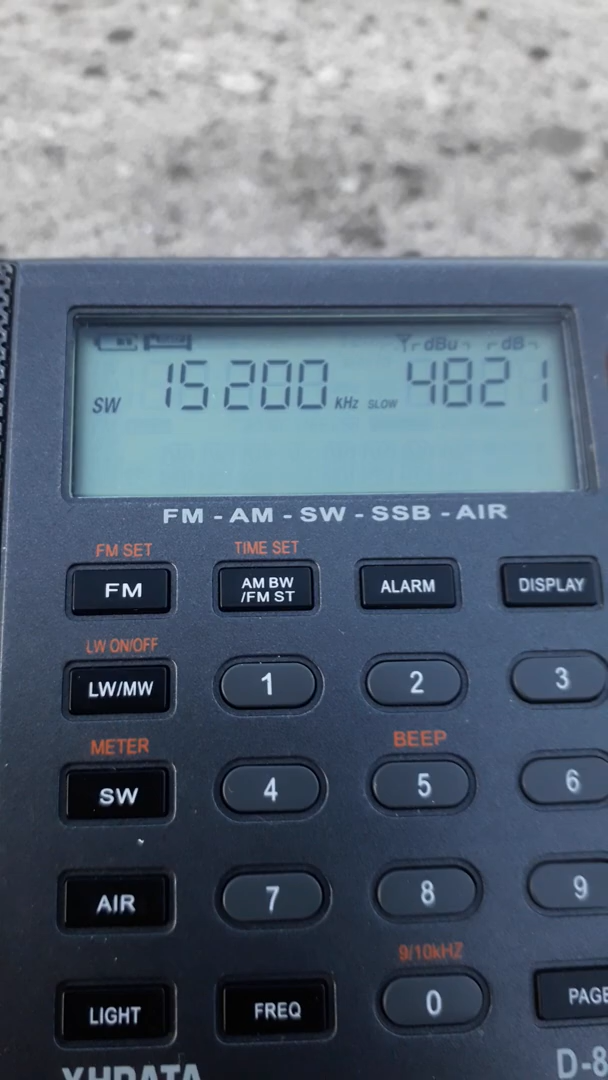 dBu dB
SW 15200 kHz SLOW 4821
FM - AM - SW - SSB - AIR
FM SET TIME SET
FM AM BW /FM ST ALARM DISPLAY
LW ON/OFF
LW/MW 1 2 3
METER BEEP
SW 4 5 6
AIR 7 8 9
9/10kHZ
LIGHT FREQ 0 PAGE
XHDATA D-8